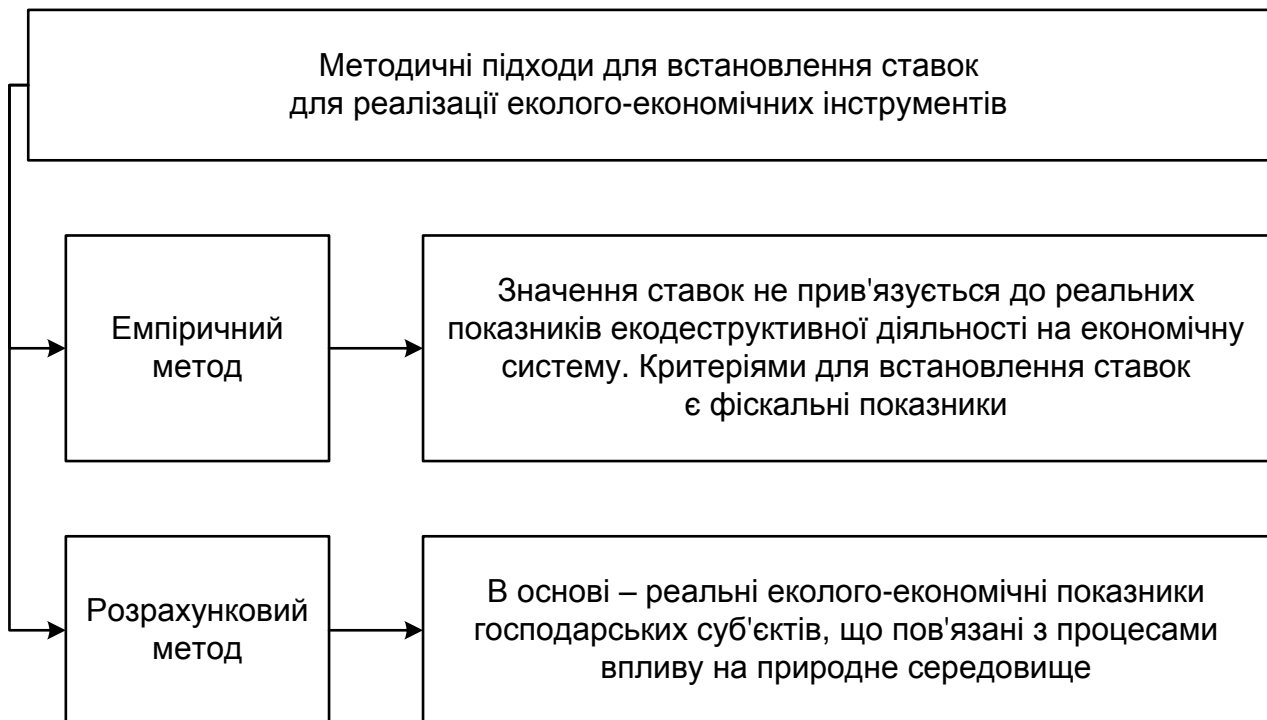 Методичні підходи для встановлення ставок
для реалізації еколого-економічних інструментів
Емпіричний
метод
Значення ставок не прив'язується до реальних
показників екодеструктивної діяльності на економічну
систему. Критеріями для встановлення ставок
є фіскальні показники
Розрахунковий
метод
В основі – реальні еколого-економічні показники
господарських суб'єктів, що пов'язані з процесами
впливу на природне середовище